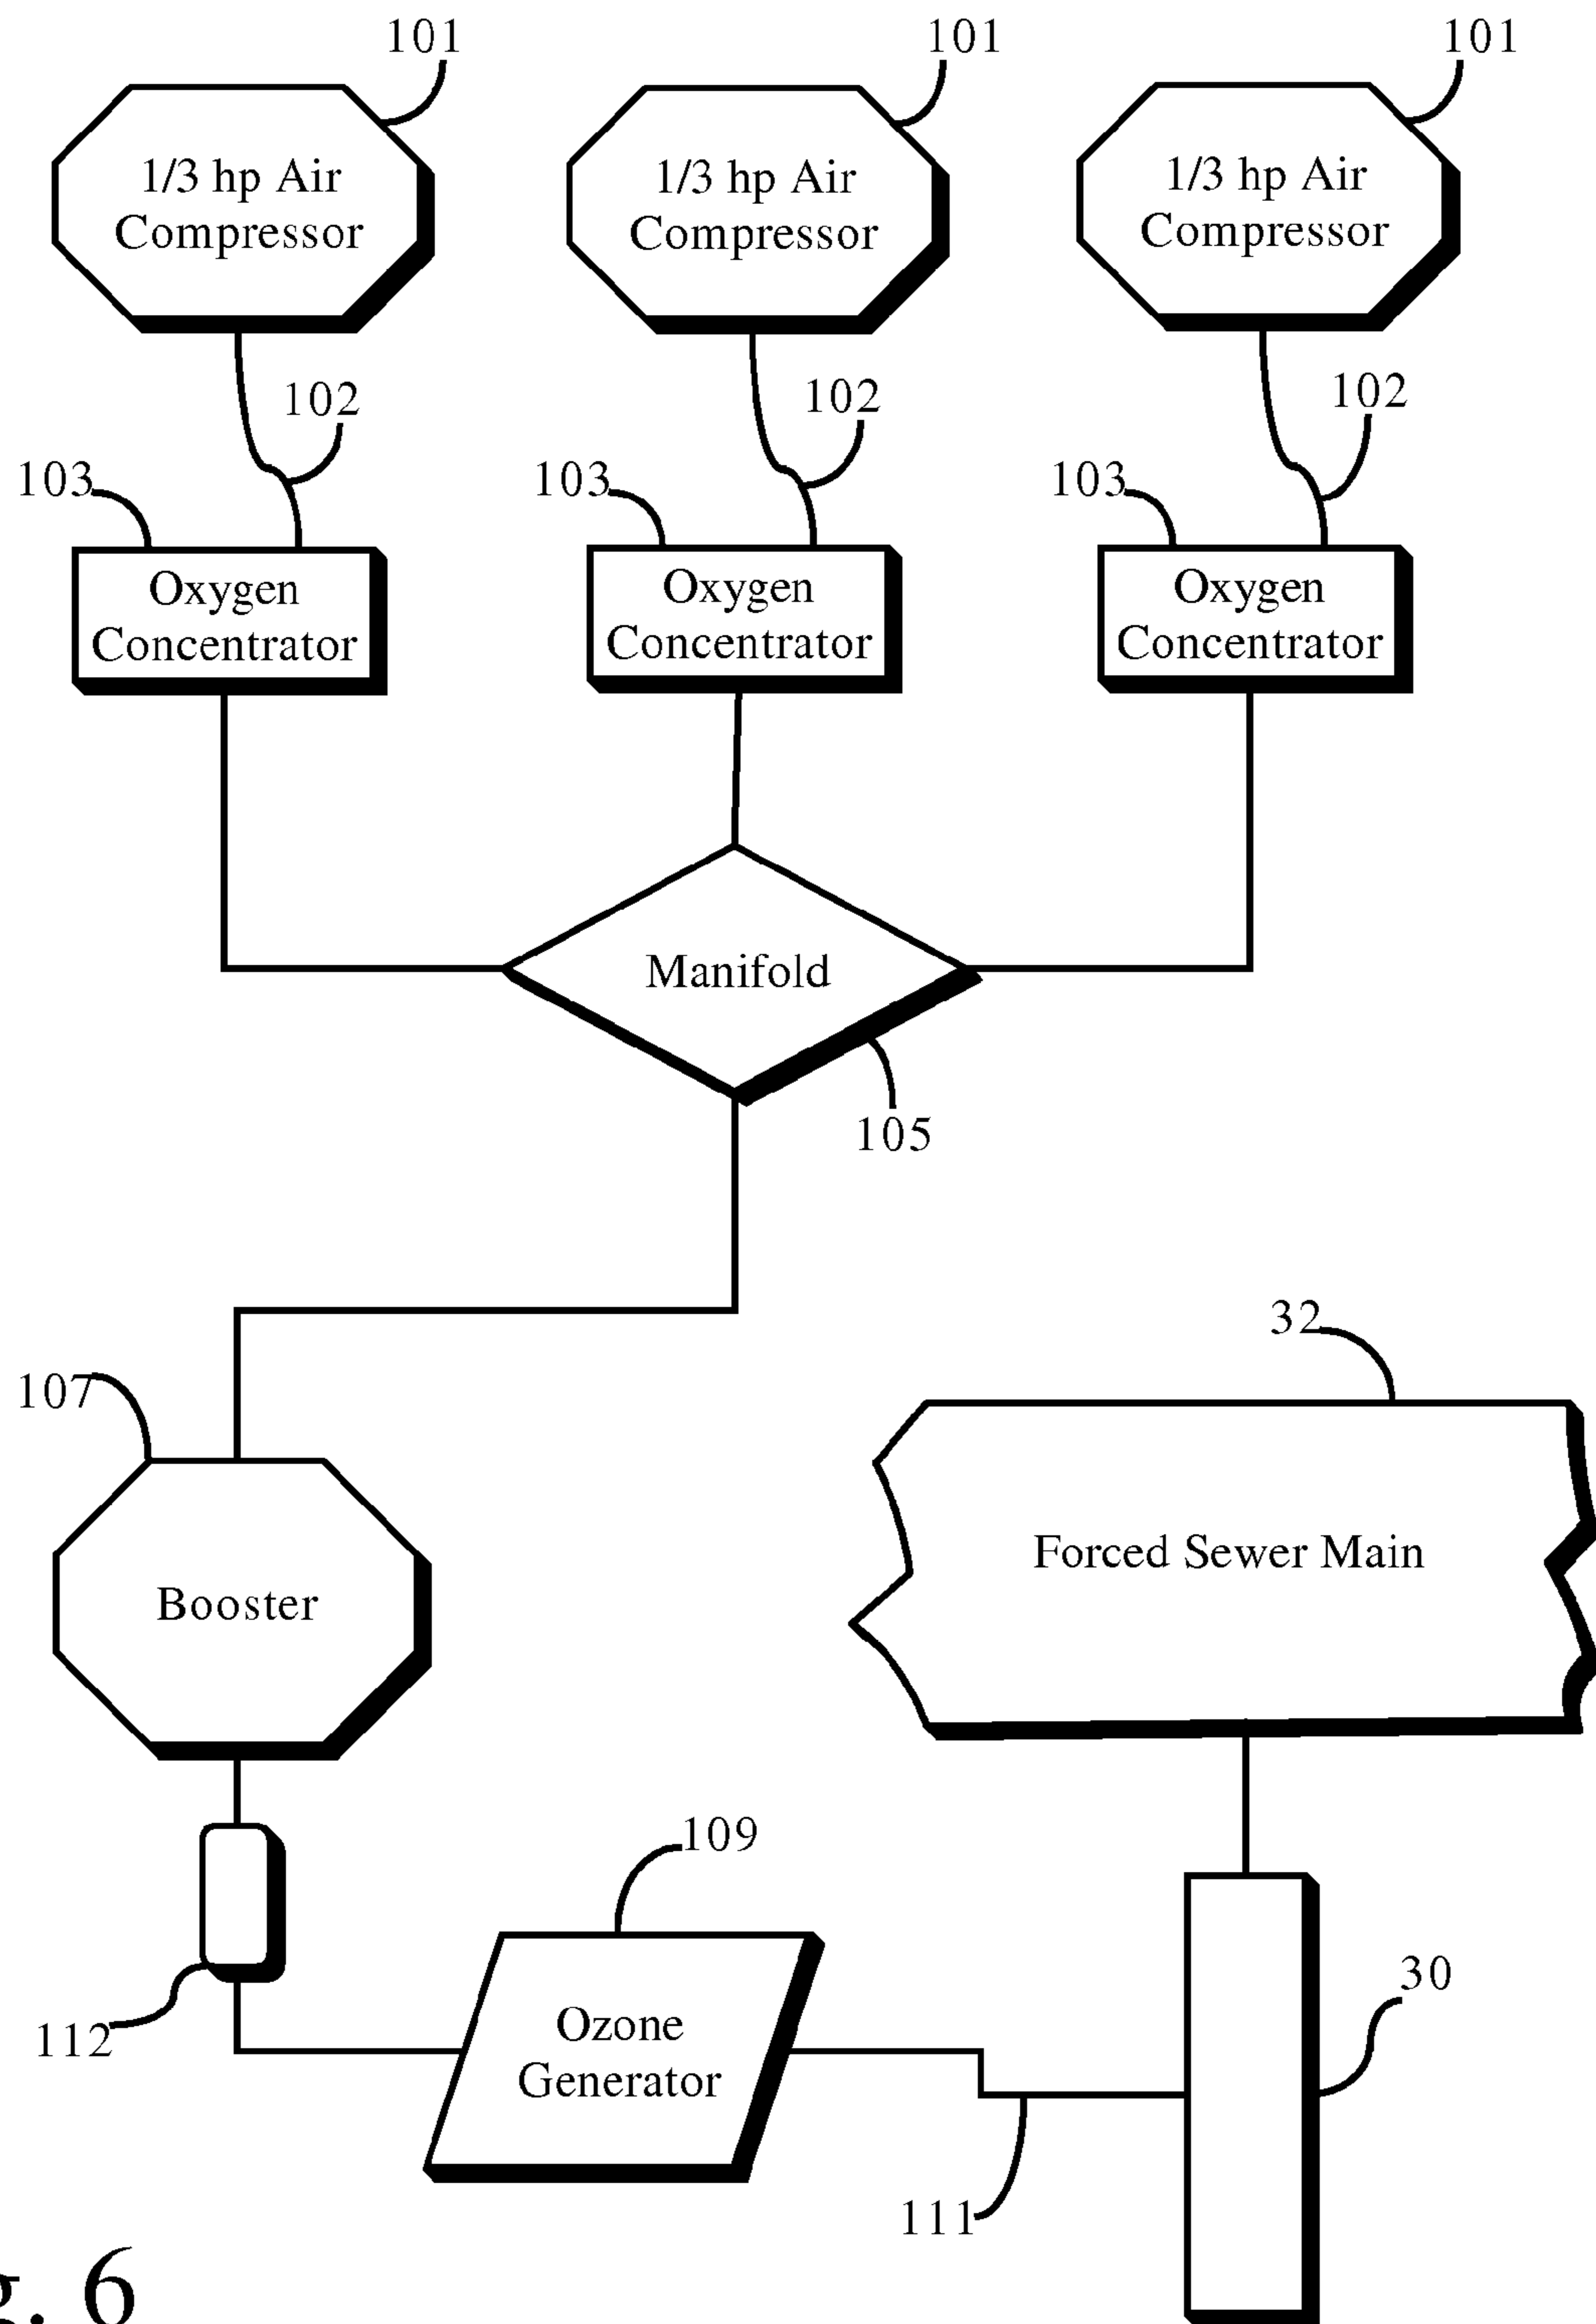 101
101
101
1/3 hp Air
Compressor
1/3 hp Air
Compressor
1/3 hp Air
Compressor
102
102
102
103
103
103
Oxygen
Concentrator
Oxygen
Concentrator
Oxygen
Concentrator
Manifold
105
32
107
Forced Sewer Main
Booster
109
30
112
Ozone
Generator
111
g. 6